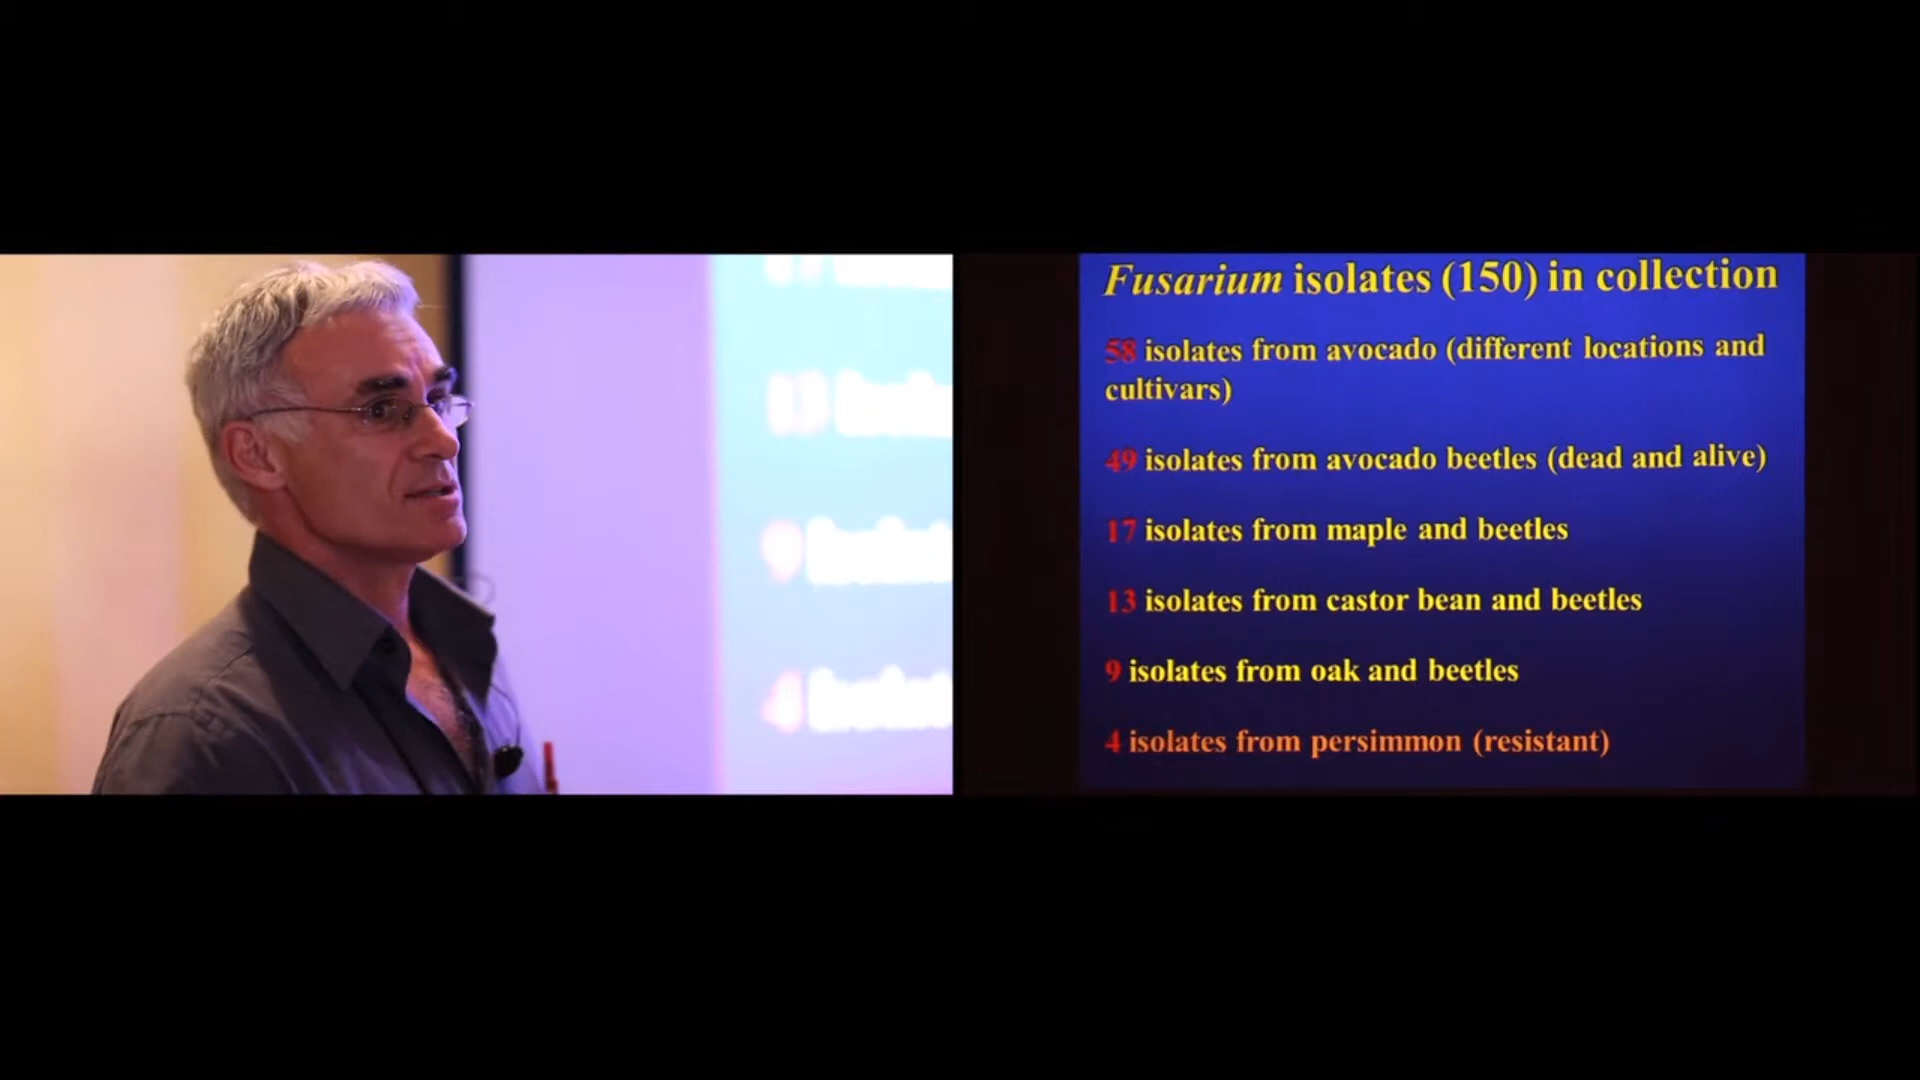 Fusarium isolates (150) in collection
58 isolates from avocado (different locations and
cultivars)
49 isolates from avocado beetles (dead and alive)
17 isolates from maple and beetles
13 isolates from castor bean and beetles
9 isolates from oak and beetles
4 isolates from persimmon (resistant)